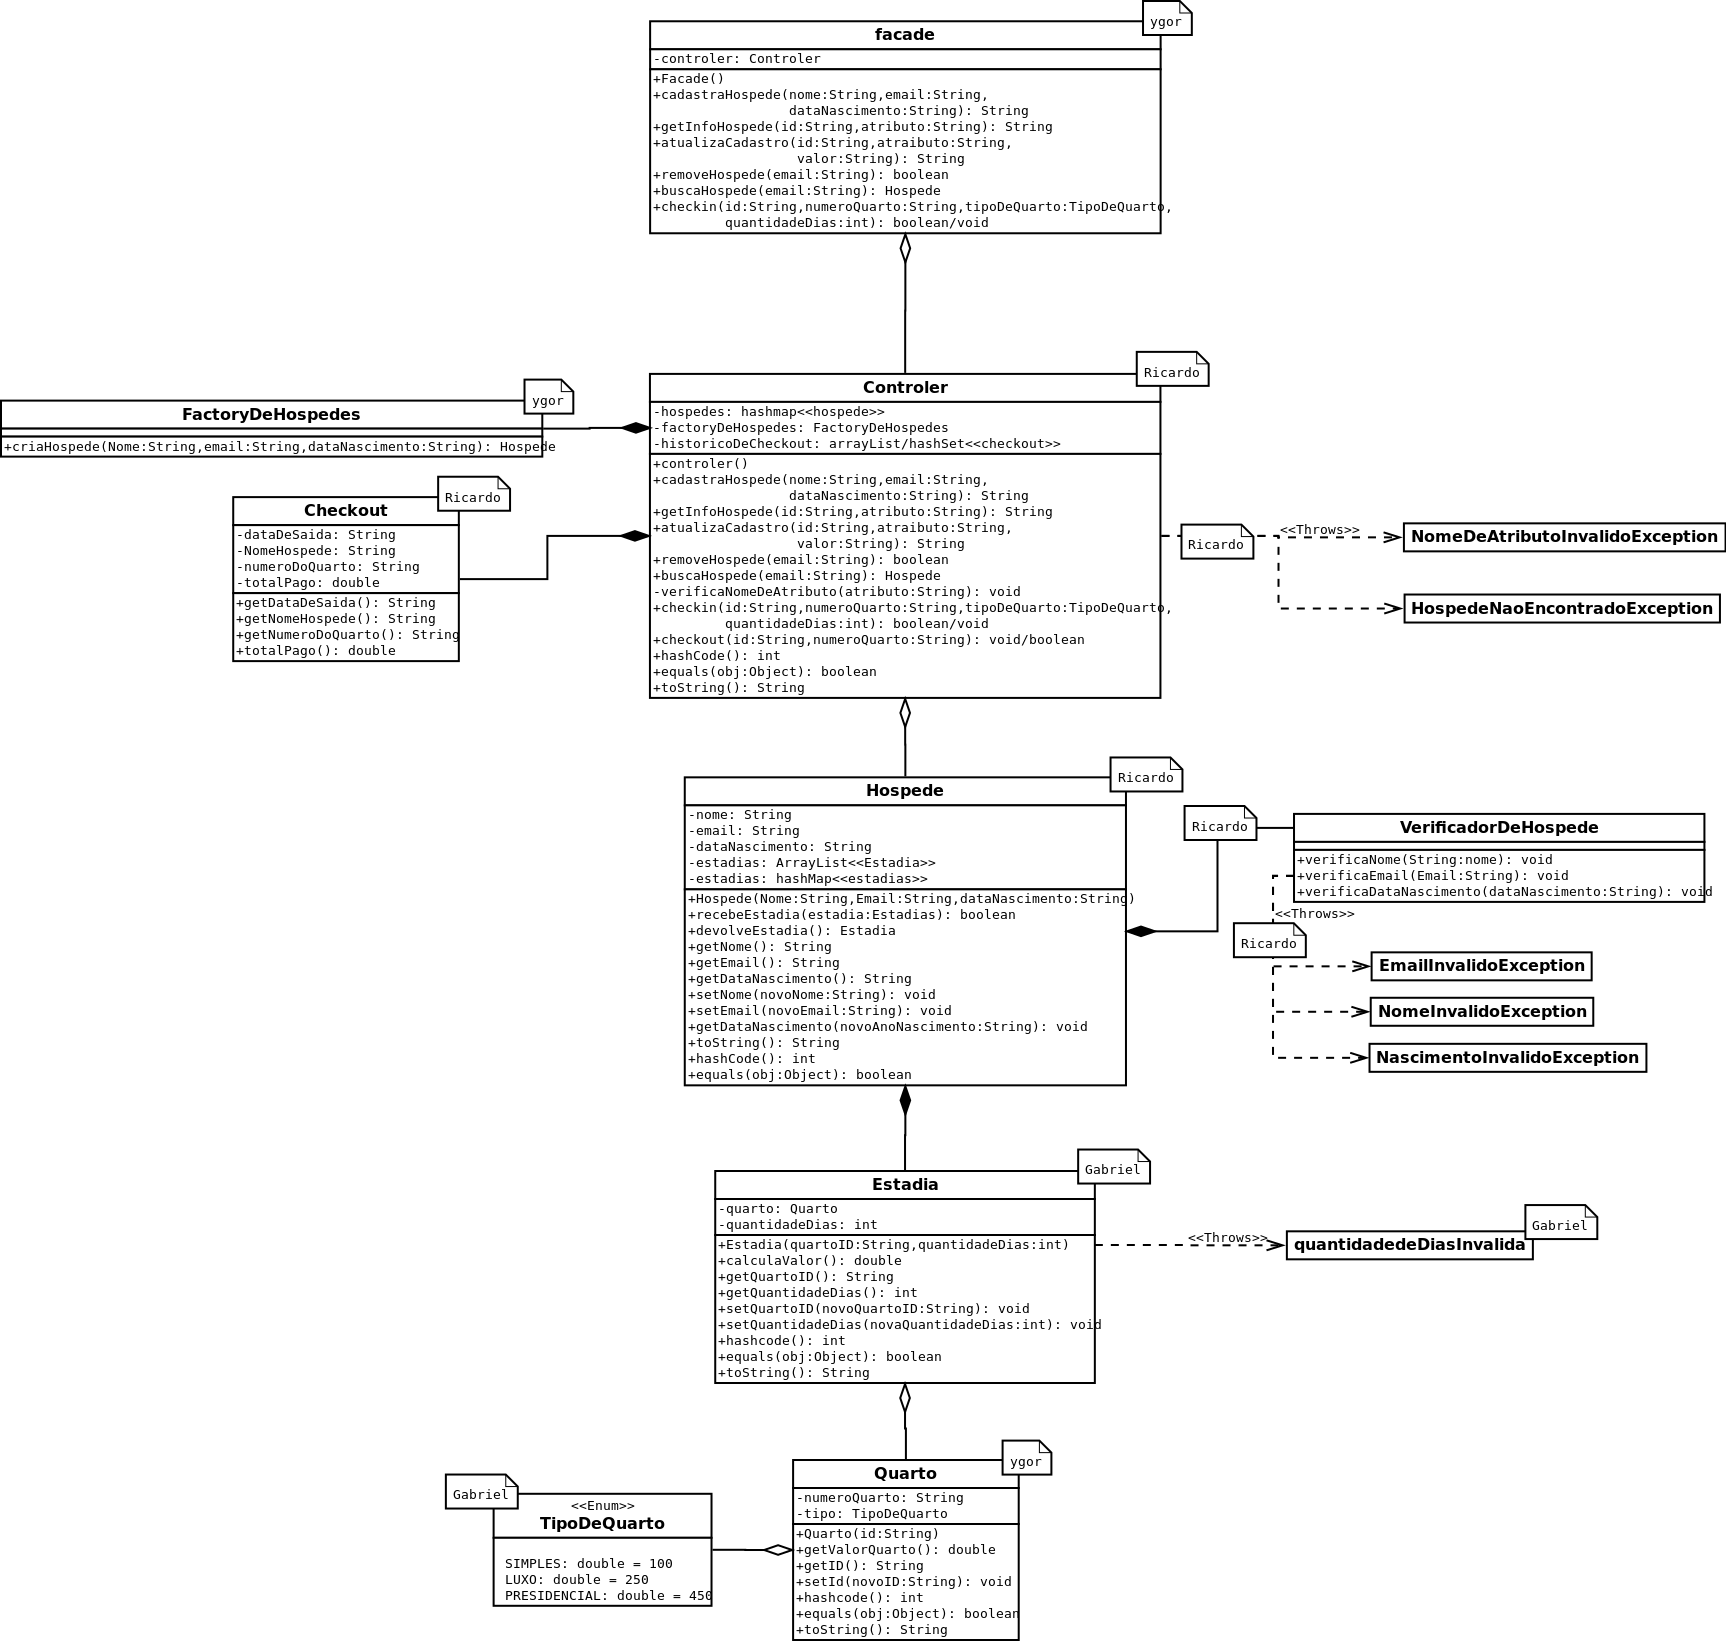 ygor
facade
-controler: Controler
+Facade()
+cadastraHospede(nome:String,email:String,
dataNascimento:String): String
+getInfoHospede(id:String,atributo:String): String
+atualizaCadastro(id:String,atraibuto:String,
valor:String): String
+removeHospede(email:String): boolean
+buscaHospede(email:String): Hospede
+checkin(id:String,numeroQuarto:String,tipoDeQuarto:TipoDeQuarto,
quantidadeDias:int): boolean/void
ygor
FactoryDeHospedes
+criaHospede(Nome:String,email:String,dataNascimento:String): Hospede
Ricardo
Checkout
-dataDeSaida: String
-NomeHospede: String
-numeroDoQuarto: String
-totalPago: double
+getDataDeSaida(): String
+getNomeHospede(): String
+getNumeroDoQuarto(): String
+totalPago(): double
Ricardo
Controler
-hospedes: hashmap<<hospede>>
-factoryDeHospedes: FactoryDeHospedes
-historicoDeCheckout: arrayList/hashSet<<checkout>>
+controler()
+cadastraHospede(nome:String,email:String,
dataNascimento:String): String
+getInfoHospede(id:String,atributo:String): String
+atualizaCadastro(id:String,atraibuto:String,
valor:String): String
+removeHospede(email:String): boolean
+buscaHospede(email:String): Hospede
-verificaNomeDeAtributo(atributo:String): void
+checkin(id:String,numeroQuarto:String,tipoDeQuarto:TipoDeQuarto,
quantidadeDias:int): boolean/void
+checkout(id:String,numeroQuarto:String): void/boolean
+hashCode(): int
+equals(obj:Object): boolean
+toString(): String
Ricardo
<<Throws>>
NomeDeAtributoInvalidoException
HospedeNaoEncontradoException
Ricardo
Hospede
-nome: String
-email: String
-dataNascimento: String
-estadias: ArrayList<<Estadia>>
-estadias: hashMap<<estadias>>
+Hospede(Nome:String,Email:String,dataNascimento:String)
+recebeEstadia(estadia:Estadias): boolean
+devolveEstadia(): Estadia
+getNome(): String
+getEmail(): String
+getDataNascimento(): String
+setNome(novoNome:String): void
+setEmail(novoEmail:String): void
+getDataNascimento(novoAnoNascimento:String): void
+toString(): String
+hashCode(): int
+equals(obj:Object): boolean
Ricardo
VerificadorDeHospede
+verificaNome(String:nome): void
+verificaEmail(Email:String): void
+verificaDataNascimento(dataNascimento:String): void
<<Throws>>
Ricardo
EmailInvalidoException
NomeInvalidoException
NascimentoInvalidoException
Gabriel
Estadia
-quarto: Quarto
-quantidadeDias: int
+Estadia(quartoID:String,quantidadeDias:int)
+calculaValor(): double
+getQuartoID(): String
+getQuantidadeDias(): int
+setQuartoID(novoQuartoID:String): void
+setQuantidadeDias(novaQuantidadeDias:int): void
+hashcode(): int
+equals(obj:Object): boolean
+toString(): String
<<Throws>>
Gabriel
quantidadedeDiasInvalida
ygor
Quarto
-numeroQuarto: String
-tipo: TipoDeQuarto
+Quarto(id:String)
+getValorQuarto(): double
+getID(): String
+setId(novoID:String): void
+hashcode(): int
+equals(obj:Object): boolean
+toString(): String
Gabriel
<<Enum>>
TipoDeQuarto
SIMPLES: double = 100
LUXO: double = 250
PRESIDENCIAL: double = 450